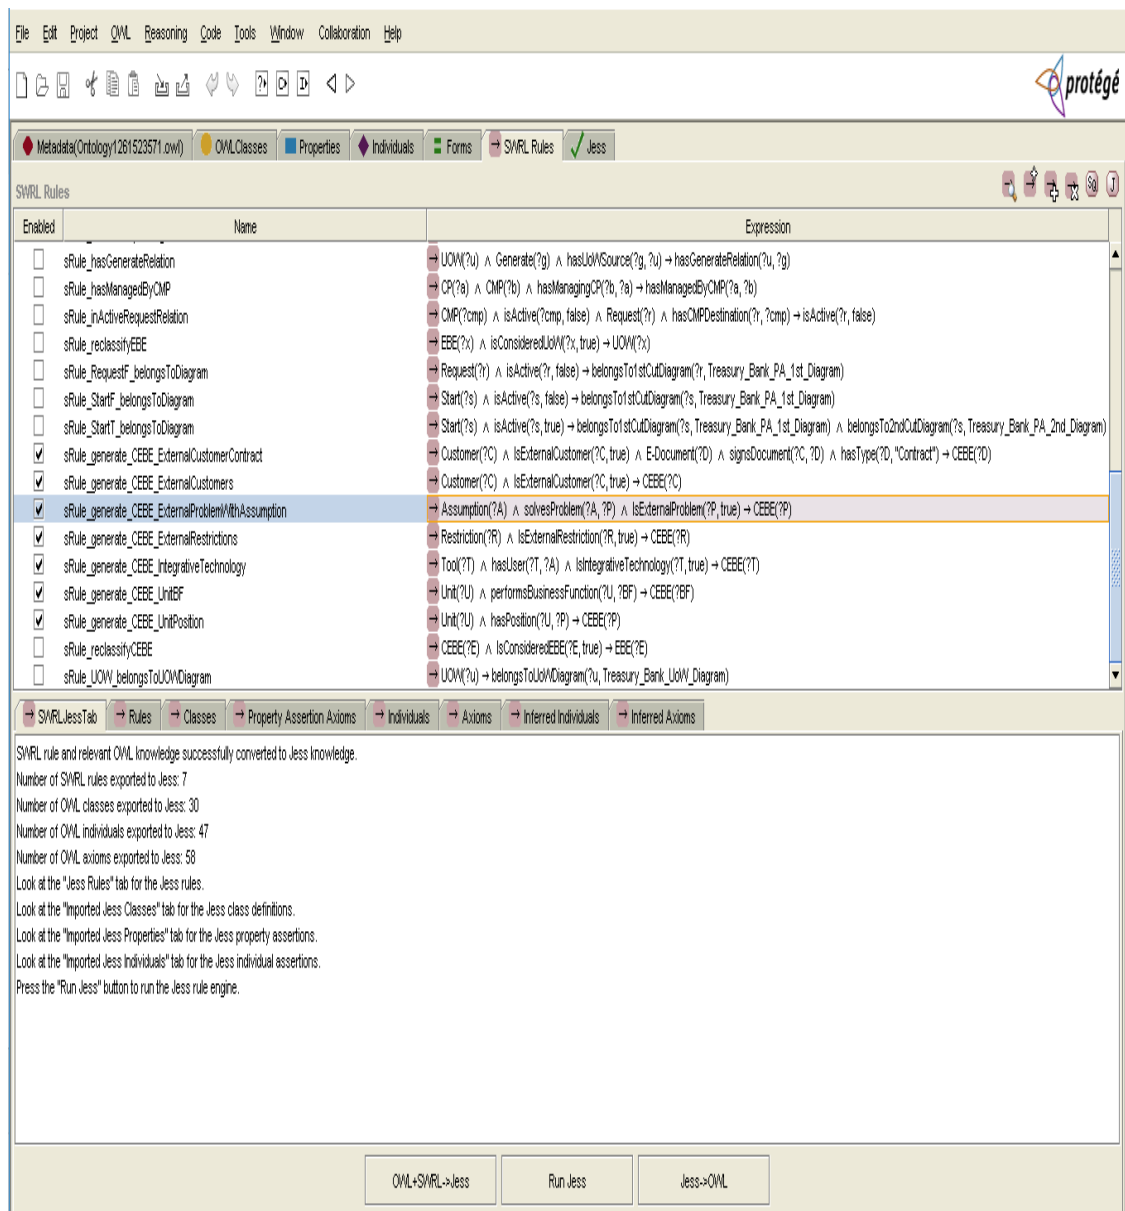 File Edit Project OWL Reasoning Code Tools Window Collaboration Help
protégé
Metadata(Ontology1261523571.owl) OWLClasses Properties Individuals Forms SWRL Rules Jess
SWRL Rules
Enabled Name Expression
sRule_hasGenerateRelation UOW(?u) ∧ Generate(?g) ∧ hasUoWSource(?g, ?u) → hasGenerateRelation(?u, ?g)
sRule_hasManagedByCMP CP(?a) ∧ CMP(?b) ∧ hasManagingCP(?b, ?a) → hasManagedByCMP(?a, ?b)
sRule_inActiveRequestRelation CMP(?cmp) ∧ isActive(?cmp, false) ∧ Request(?r) ∧ hasCMPDestination(?r, ?cmp) → isActive(?r, false)
sRule_reclassifyEBE EBE(?x) ∧ isConsideredUoW(?x, true) → UOW(?x)
sRule_RequestF_belongsToDiagram Request(?r) ∧ isActive(?r, false) → belongsTo1stCutDiagram(?r, Treasury_Bank_PA_1st_Diagram)
sRule_StartF_belongsToDiagram Start(?s) ∧ isActive(?s, false) → belongsTo1stCutDiagram(?s, Treasury_Bank_PA_1st_Diagram)
sRule_StartT_belongsToDiagram Start(?s) ∧ isActive(?s, true) → belongsTo1stCutDiagram(?s, Treasury_Bank_PA_1st_Diagram) ∧ belongsTo2ndCutDiagram(?s, Treasury_Bank_PA_2nd_Diagram)
sRule_generate_CEBE_ExternalCustomerContract Customer(?C) ∧ IsExternalCustomer(?C, true) ∧ E-Document(?D) ∧ signsDocument(?C, ?D) ∧ hasType(?D, "Contract") → CEBE(?D)
sRule_generate_CEBE_ExternalCustomers Customer(?C) ∧ IsExternalCustomer(?C, true) → CEBE(?C)
sRule_generate_CEBE_ExternalProblemWithAssumption Assumption(?A) ∧ solvesProblem(?A, ?P) ∧ IsExternalProblem(?P, true) → CEBE(?P)
sRule_generate_CEBE_ExternalRestrictions Restriction(?R) ∧ IsExternalRestriction(?R, true) → CEBE(?R)
sRule_generate_CEBE_IntegrativeTechnology Tool(?T) ∧ hasUser(?T, ?A) ∧ IsIntegrativeTechnology(?T, true) → CEBE(?T)
sRule_generate_CEBE_UnitBF Unit(?U) ∧ performsBusinessFunction(?U, ?BF) → CEBE(?BF)
sRule_generate_CEBE_UnitPosition Unit(?U) ∧ hasPosition(?U, ?P) → CEBE(?P)
sRule_reclassifyCEBE CEBE(?E) ∧ IsConsideredEBE(?E, true) → EBE(?E)
sRule_UOW_belongsToUOWDiagram UOW(?u) → belongsToUoWDiagram(?u, Treasury_Bank_UoW_Diagram)
SWRLJessTab Rules Classes Property Assertion Axioms Individuals Axioms Inferred Individuals Inferred Axioms
SWRL rule and relevant OWL knowledge successfully converted to Jess knowledge.
Number of SWRL rules exported to Jess: 7
Number of OWL classes exported to Jess: 30
Number of OWL individuals exported to Jess: 47
Number of OWL axioms exported to Jess: 58
Look at the "Jess Rules" tab for the Jess rules.
Look at the "Imported Jess Classes" tab for the Jess class definitions.
Look at the "Imported Jess Properties" tab for the Jess property assertions.
Look at the "Imported Jess Individuals" tab for the Jess individual assertions.
Press the "Run Jess" button to run the Jess rule engine.
OWL+SWRL->Jess Run Jess Jess->OWL